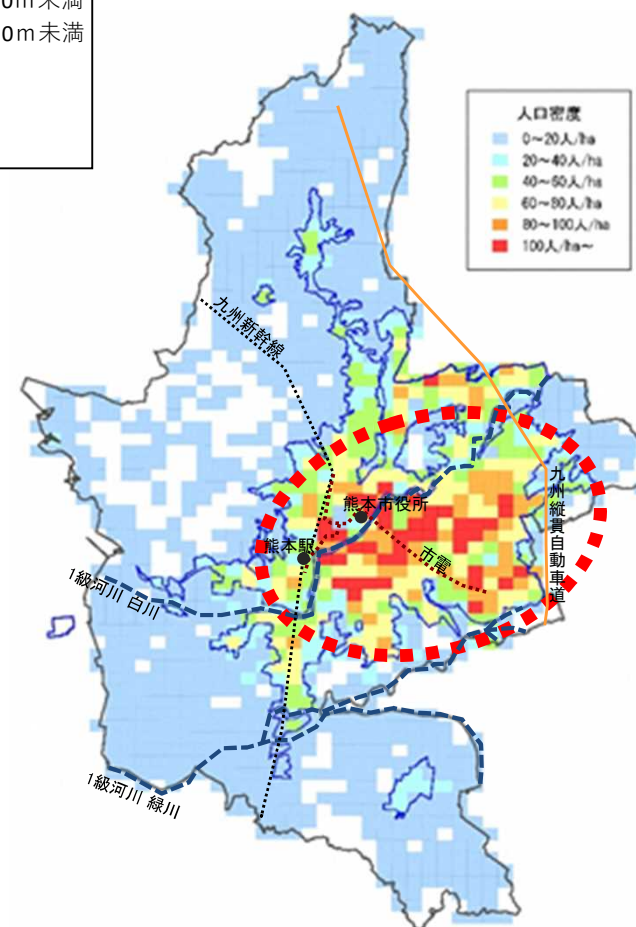 0m未満
0m未満
人口密度
0～20人/ha
20～40人/ha
40～60人/ha
60～80人/ha
80～100人/ha
100人/ha～
九州新幹線
熊本市役所
熊本駅
市電
九州縦貫自動車道
1級河川 白川
1級河川 緑川